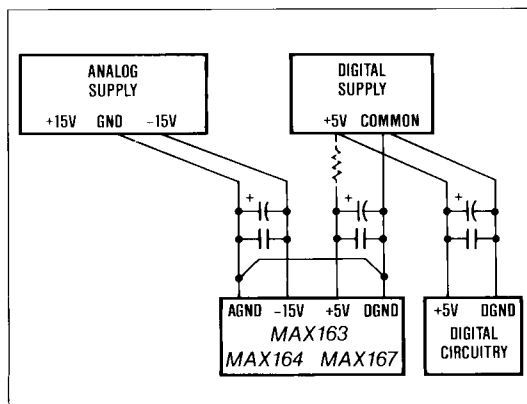 ANALOG
SUPPLY
+15V GND -15V
DIGITAL
SUPPLY
+5V COMMON
+
+
+
AGND -15V +5V DGND
MAX163
MAX164 MAX167
+5V DGND
DIGITAL
CIRCUITRY